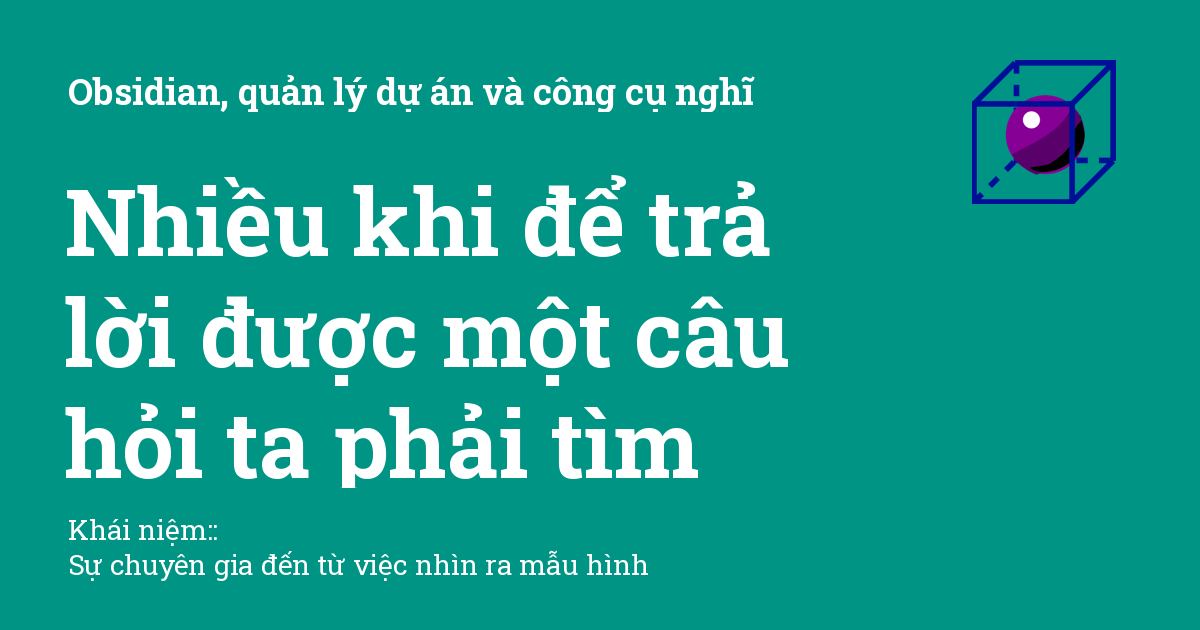 Obsidian, quản lý dự án và công cụ nghĩ
Nhiều khi để trả
lời được một câu
hỏi ta phải tìm
Khái niệm::
Sự chuyên gia đến từ việc nhìn ra mẫu hình